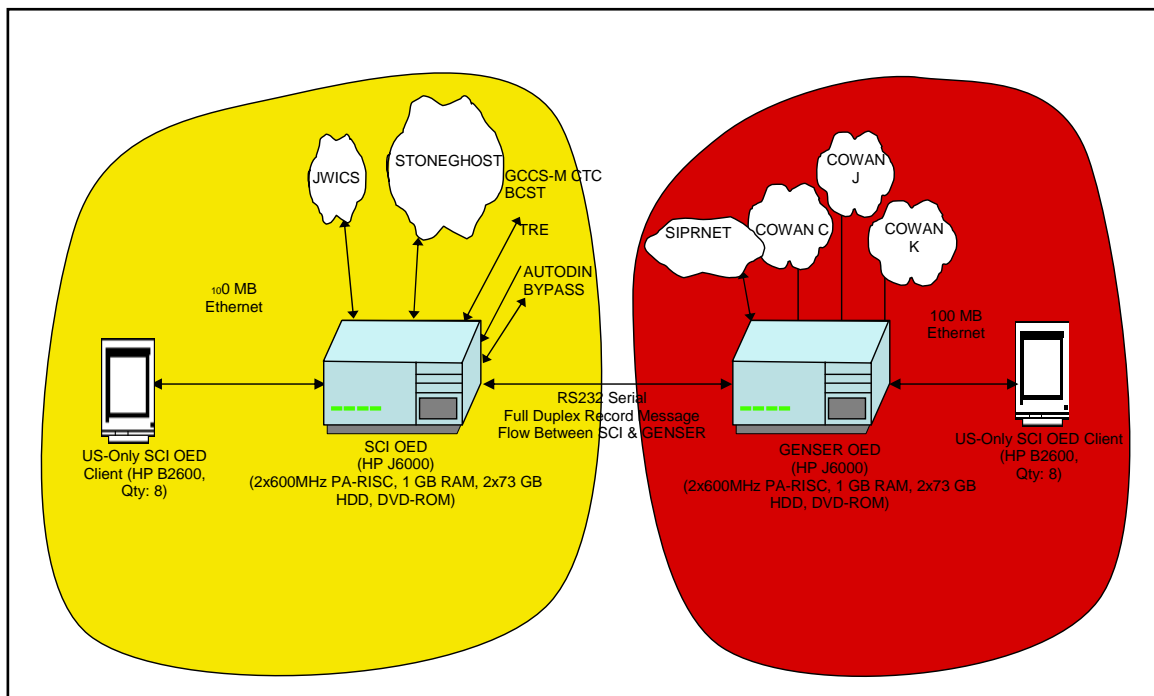 JWICS
STONEGHOST
GCCS-M CTC
BCST
TRE
AUTODIN
BYPASS
100 MB
Ethernet
US-Only SCI OED
Client (HP B2600,
Qty: 8)
SCI OED
(HP J6000)
(2x600MHz PA-RISC, 1 GB RAM, 2x73 GB
HDD, DVD-ROM)
RS232 Serial
Full Duplex Record Message
Flow Between SCI & GENSER
SIPRNET
COWAN C
COWAN
J
COWAN
K
100 MB
Ethernet
GENSER OED
(HP J6000)
(2x600MHz PA-RISC, 1 GB RAM, 2x73 GB
HDD, DVD-ROM)
US-Only SCI OED Client
(HP B2600,
Qty: 8)